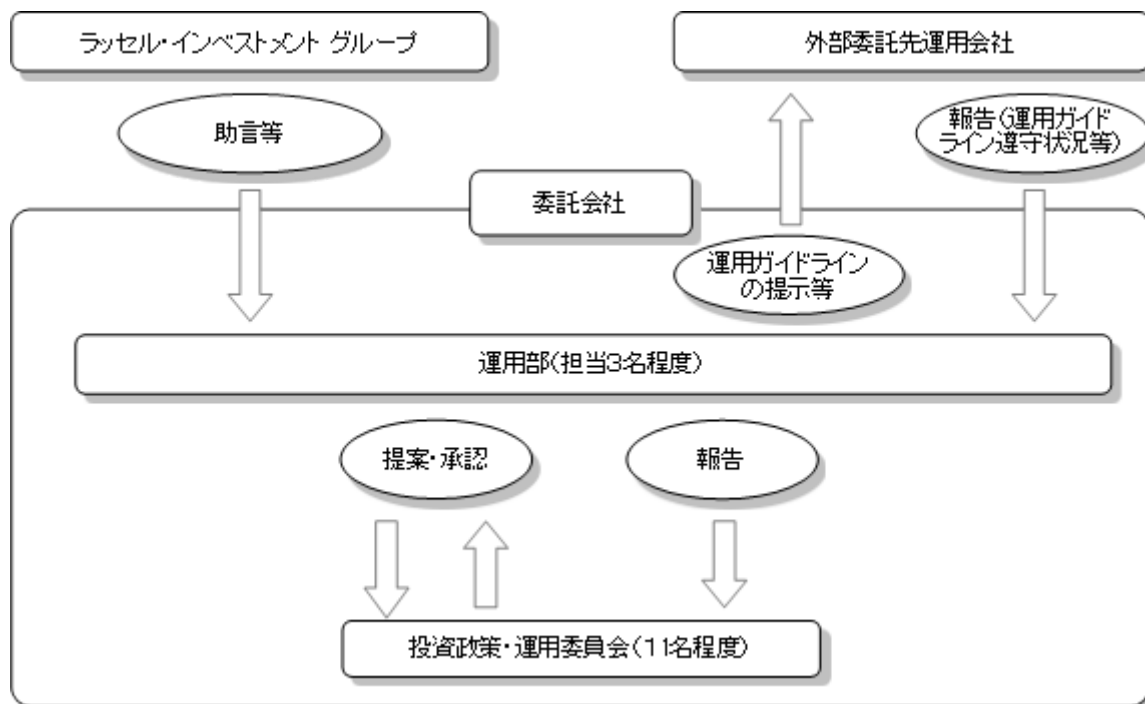 ラッセル・インベストメント グループ
外部委託先運用会社
助言等
報告(運用ガイド
ライン遵守状況等)
委託会社
運用ガイドライン
の提示等
運用部(担当3名程度)
提案・承認
報告
投資政策・運用委員会(11名程度)